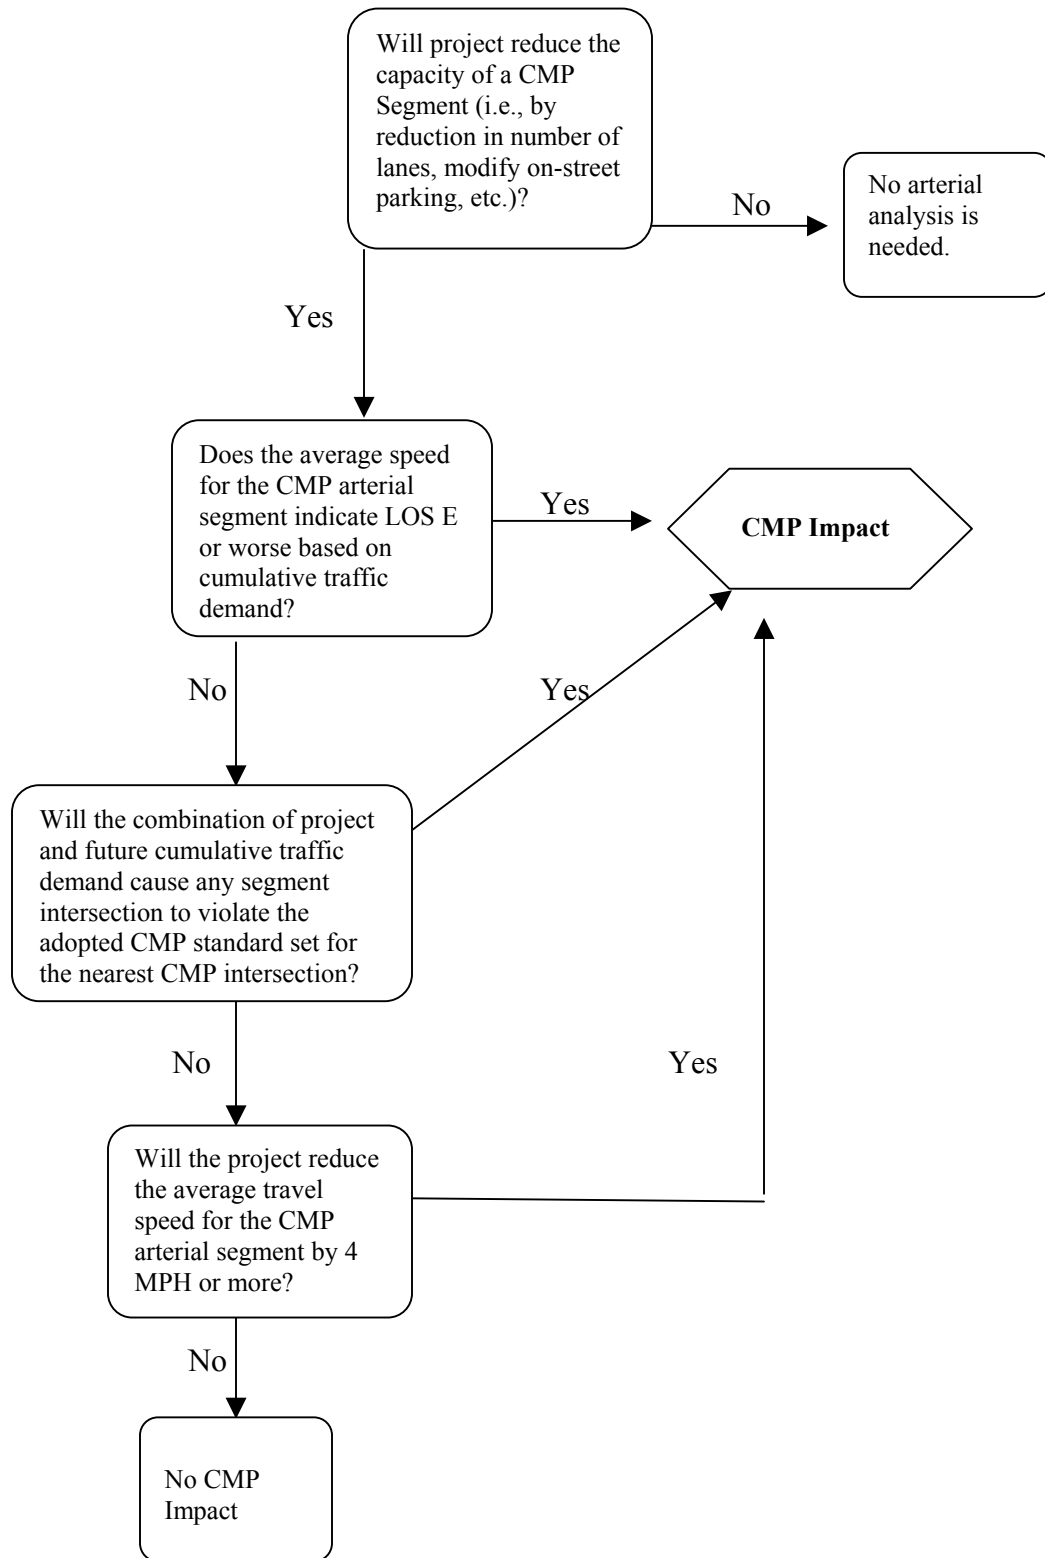 Will project reduce the
capacity of a CMP
Segment (i.e., by
reduction in number of
lanes, modify on-street
parking, etc.)?
No
No arterial
analysis is
needed.
Yes
Does the average speed
for the CMP arterial
segment indicate LOS E
or worse based on
cumulative traffic
demand?
Yes
CMP Impact
No
Yes
Will the combination of project
and future cumulative traffic
demand cause any segment
intersection to violate the
adopted CMP standard set for
the nearest CMP intersection?
No
Yes
Will the project reduce
the average travel
speed for the CMP
arterial segment by 4
MPH or more?
No
No CMP
Impact